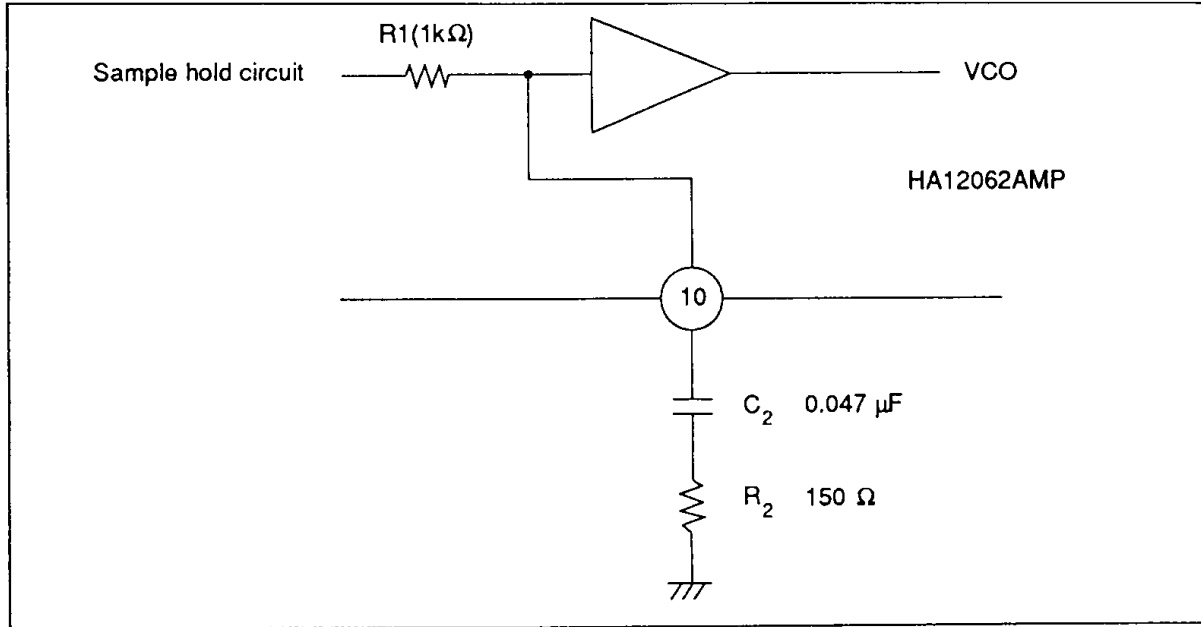 R1(1kΩ)
Sample hold circuit
VCO
HA12062AMP
10
C2 0.047 μF
R2 150 Ω